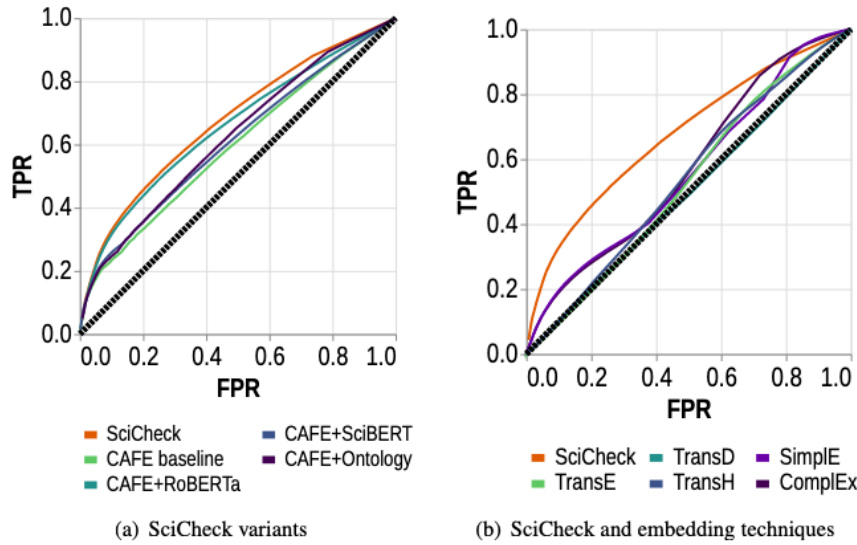 1.0
0.8
0.6
0.4
0.2
0.0
TPR
0.0 0.2 0.4 0.6 0.8 1.0
FPR
SciCheck
CAFE baseline
CAFE+RoBERTa
CAFE+SciBERT
CAFE+Ontology
(a) SciCheck variants
1.0
0.8
0.6
0.4
0.2
0.0
TPR
0.0 0.2 0.4 0.6 0.8 1.0
FPR
SciCheck TransD SimplE
TransE TransH ComplEx
(b) SciCheck and embedding techniques